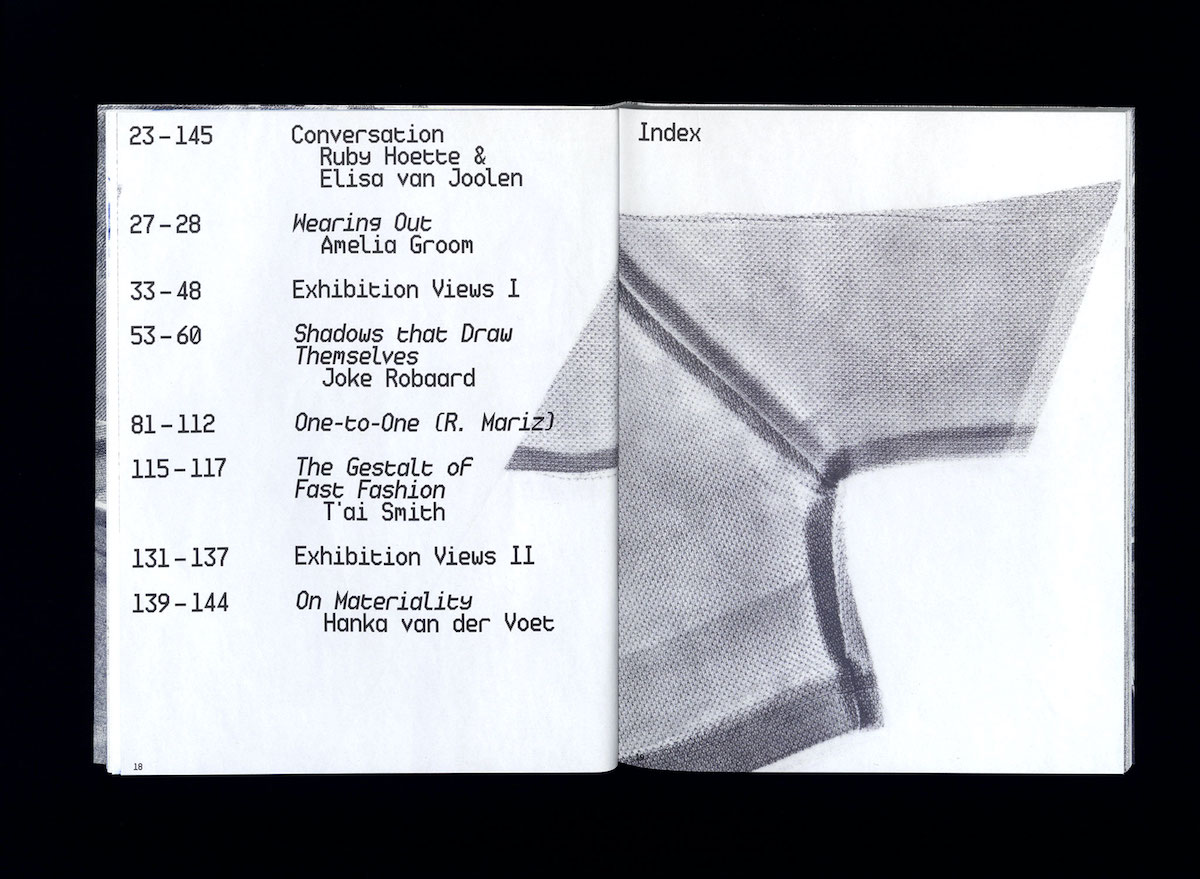 23–145 Conversation
Ruby Hoette &
Elisa van Joolen
27–28 Wearing Out
Amelia Groom
33–48 Exhibition Views I
53–60 Shadows that Draw
Themselves
Joke Robaard
81–112 One-to-One (R. Mariz)
115–117 The Gestalt of
Fast Fashion
T'ai Smith
131–137 Exhibition Views II
139–144 On Materiality
Hanka van der Voet
18
Index